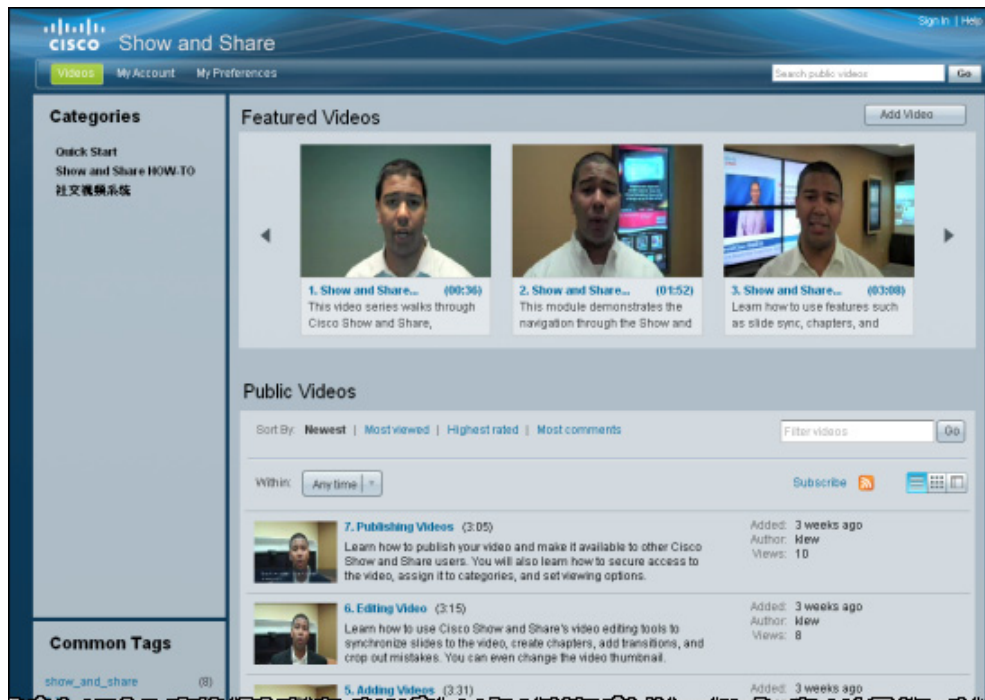 Sign In | Help
CISCO Show and Share
Videos My Account My Preferences
Search public videos Go
Categories
Quick Start
Show and Share HOW-TO
社交视频系统
Featured Videos
Add Video
1. Show and Share... (00:36)
This video series walks through
Cisco Show and Share,
2. Show and Share... (01:52)
This module demonstrates the
navigation through the Show and
3. Show and Share... (03:08)
Learn how to use features such
as slide sync, chapters, and
Public Videos
Sort By: Newest | Most viewed | Highest rated | Most comments
Filter videos Go
Within: Any time
Subscribe
7. Publishing Videos (3:05)
Learn how to publish your video and make it available to other Cisco
Show and Share users. You will also learn how to secure access to
the video, assign it to categories, and set viewing options.
Added: 3 weeks ago
Author: klew
Views: 10
6. Editing Video (3:15)
Learn how to use Cisco Show and Share's video editing tools to
synchronize slides to the video, create chapters, add transitions, and
crop out mistakes. You can even change the video thumbnail.
Added: 3 weeks ago
Author: klew
Views: 8
5. Adding Videos (3:31)
Added: 3 weeks ago
Common Tags
show_and_share (8)